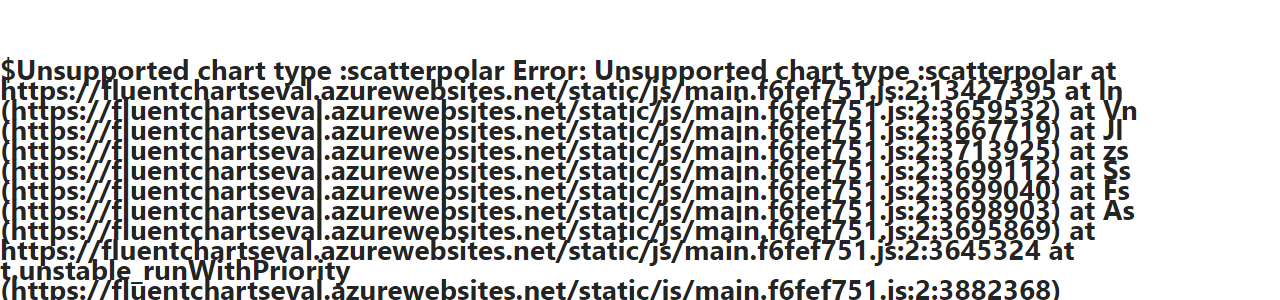 $Unsupported chart type :scatterpolar Error: Unsupported chart type :scatterpolar at
https://fluentchartseval.azurewebsites.net/static/js/main.f6fef751.js:2:13427395 at ln
(https://fluentchartseval.azurewebsites.net/static/js/main.f6fef751.js:2:3659532) at Vn
(https://fluentchartseval.azurewebsites.net/static/js/main.f6fef751.js:2:3667719) at Jl
(https://fluentchartseval.azurewebsites.net/static/js/main.f6fef751.js:2:3713925) at zs
(https://fluentchartseval.azurewebsites.net/static/js/main.f6fef751.js:2:3699112) at Ss
(https://fluentchartseval.azurewebsites.net/static/js/main.f6fef751.js:2:3699040) at Fs
(https://fluentchartseval.azurewebsites.net/static/js/main.f6fef751.js:2:3698903) at As
(https://fluentchartseval.azurewebsites.net/static/js/main.f6fef751.js:2:3695869) at
https://fluentchartseval.azurewebsites.net/static/js/main.f6fef751.js:2:3645324 at
t.unstable_runWithPriority
(https://fluentchartseval.azurewebsites.net/static/js/main.f6fef751.js:2:3882368)